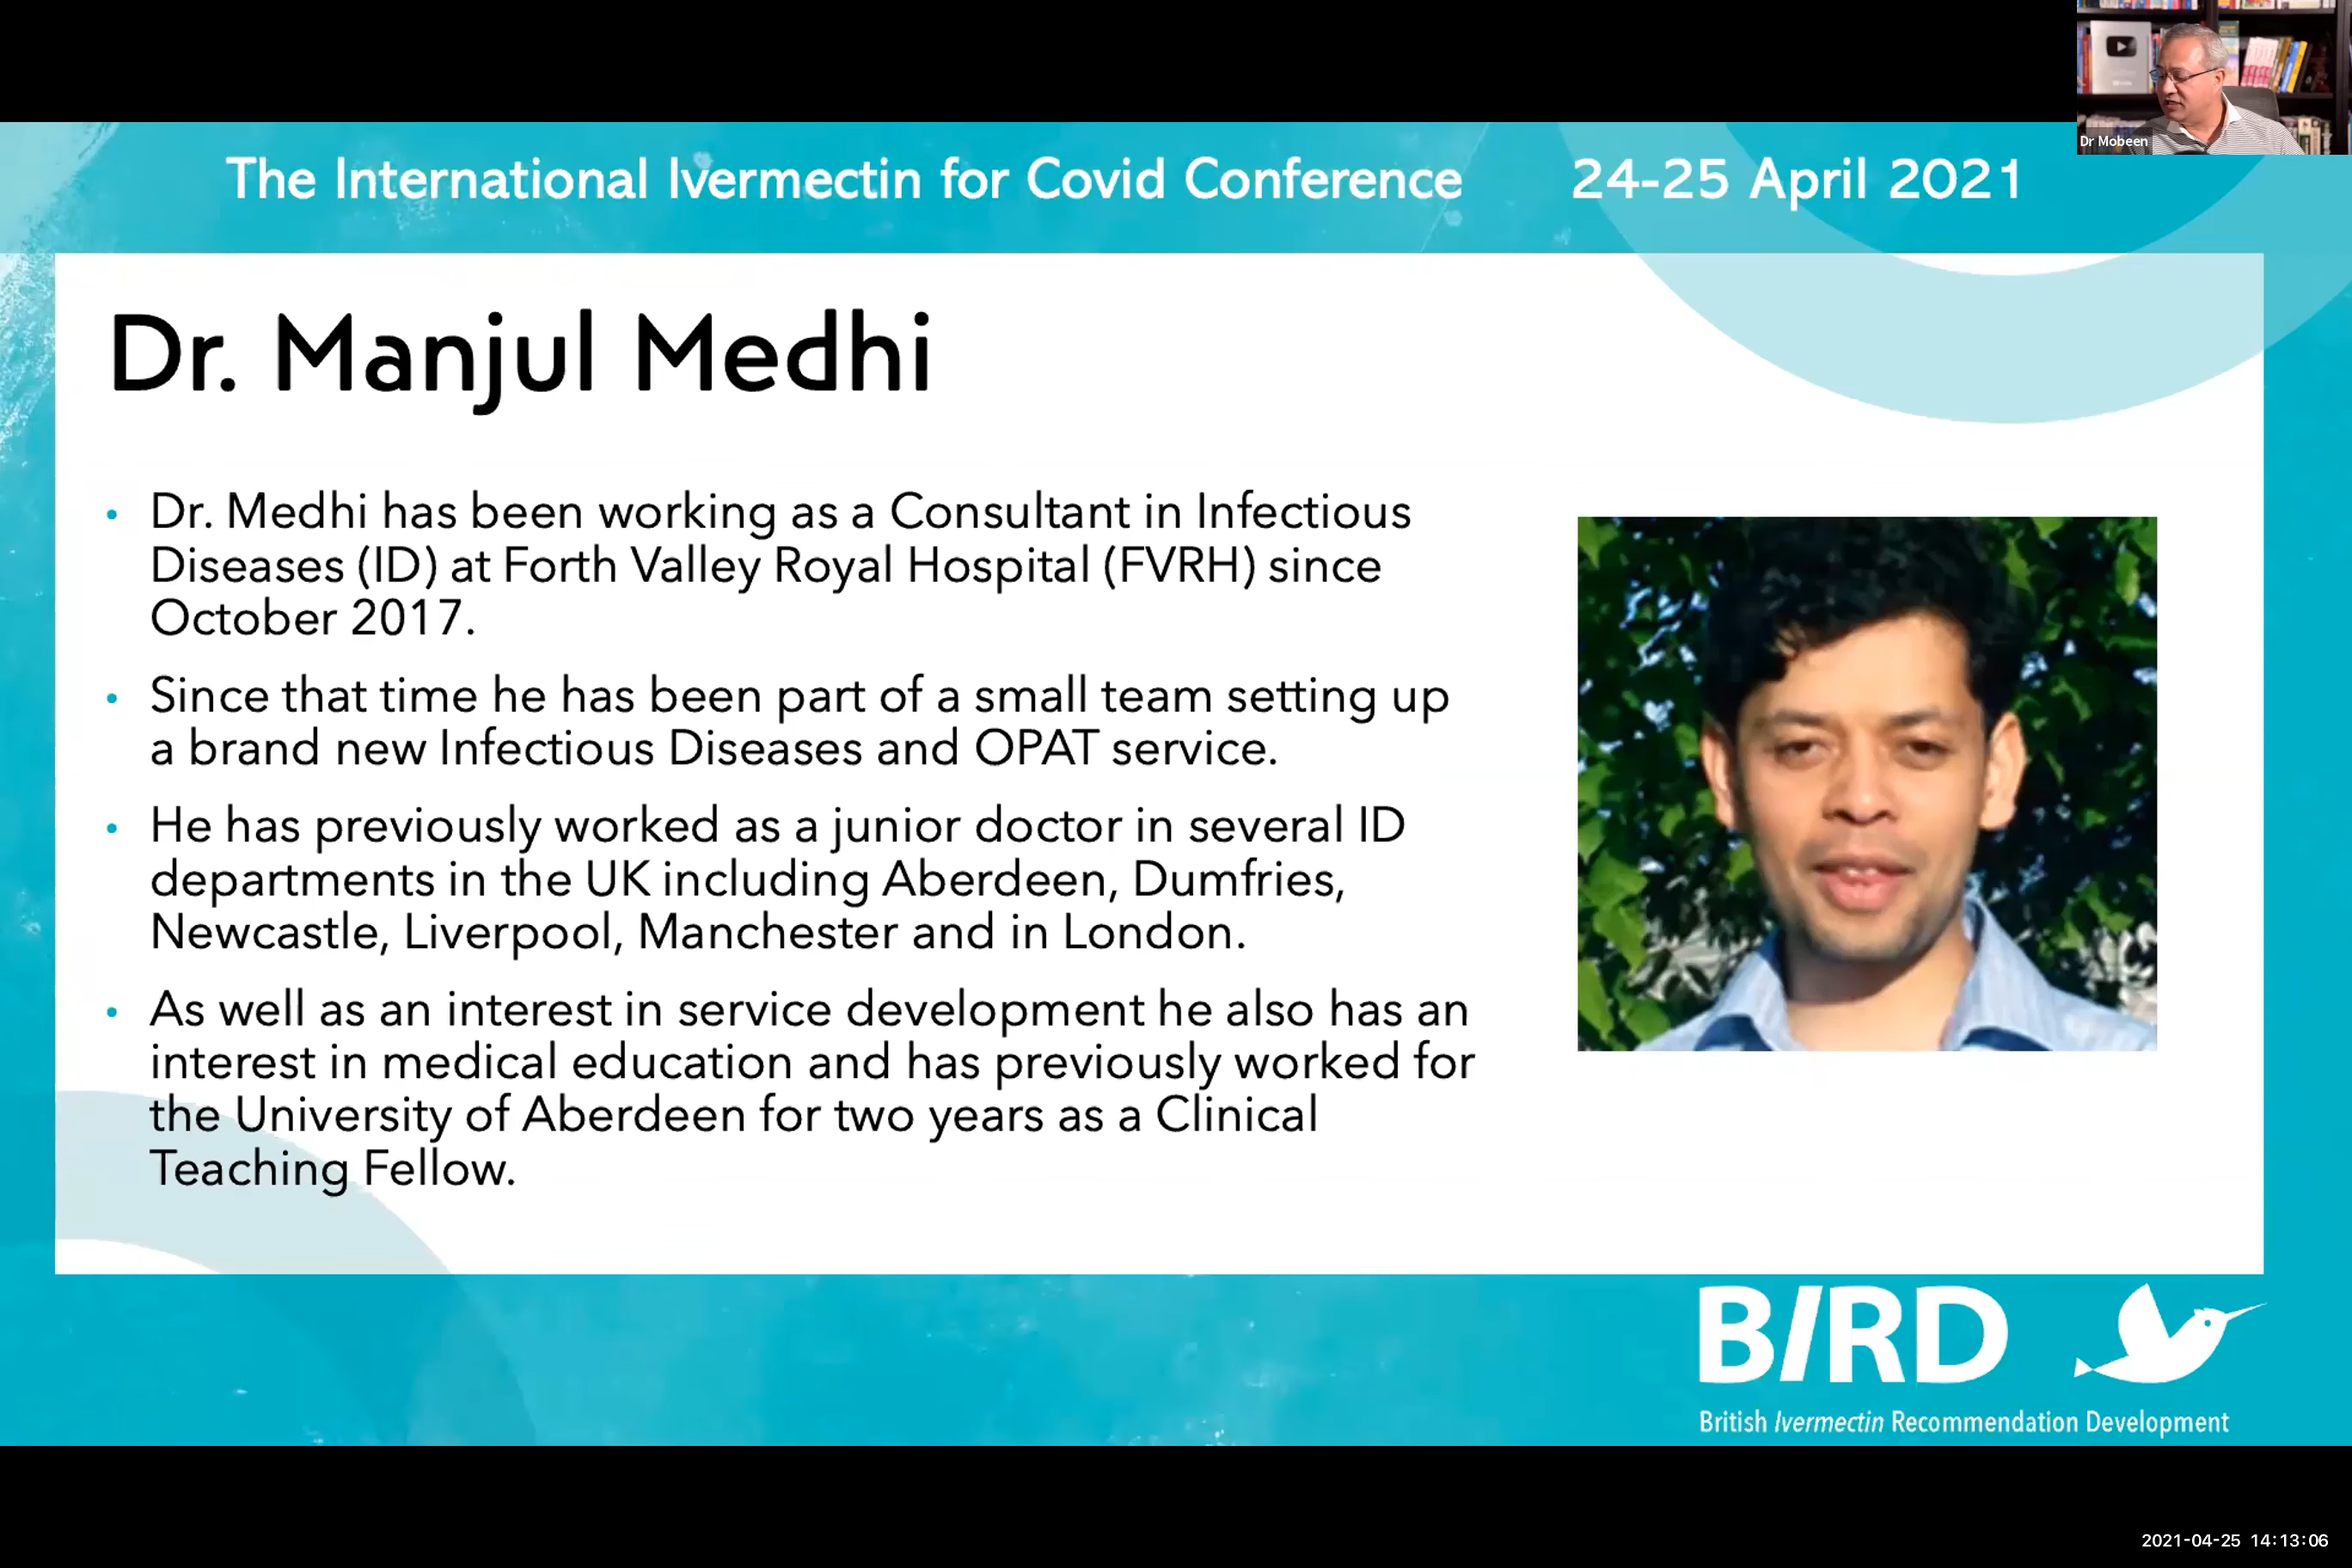 Dr Mobeen
The International Ivermectin for Covid Conference 24-25 April 2021
Dr. Manjul Medhi
• Dr. Medhi has been working as a Consultant in Infectious
Diseases (ID) at Forth Valley Royal Hospital (FVRH) since
October 2017.
• Since that time he has been part of a small team setting up
a brand new Infectious Diseases and OPAT service.
• He has previously worked as a junior doctor in several ID
departments in the UK including Aberdeen, Dumfries,
Newcastle, Liverpool, Manchester and in London.
• As well as an interest in service development he also has an
interest in medical education and has previously worked for
the University of Aberdeen for two years as a Clinical
Teaching Fellow.
BIRD
British Ivermectin Recommendation Development
2021-04-25 14:13:06